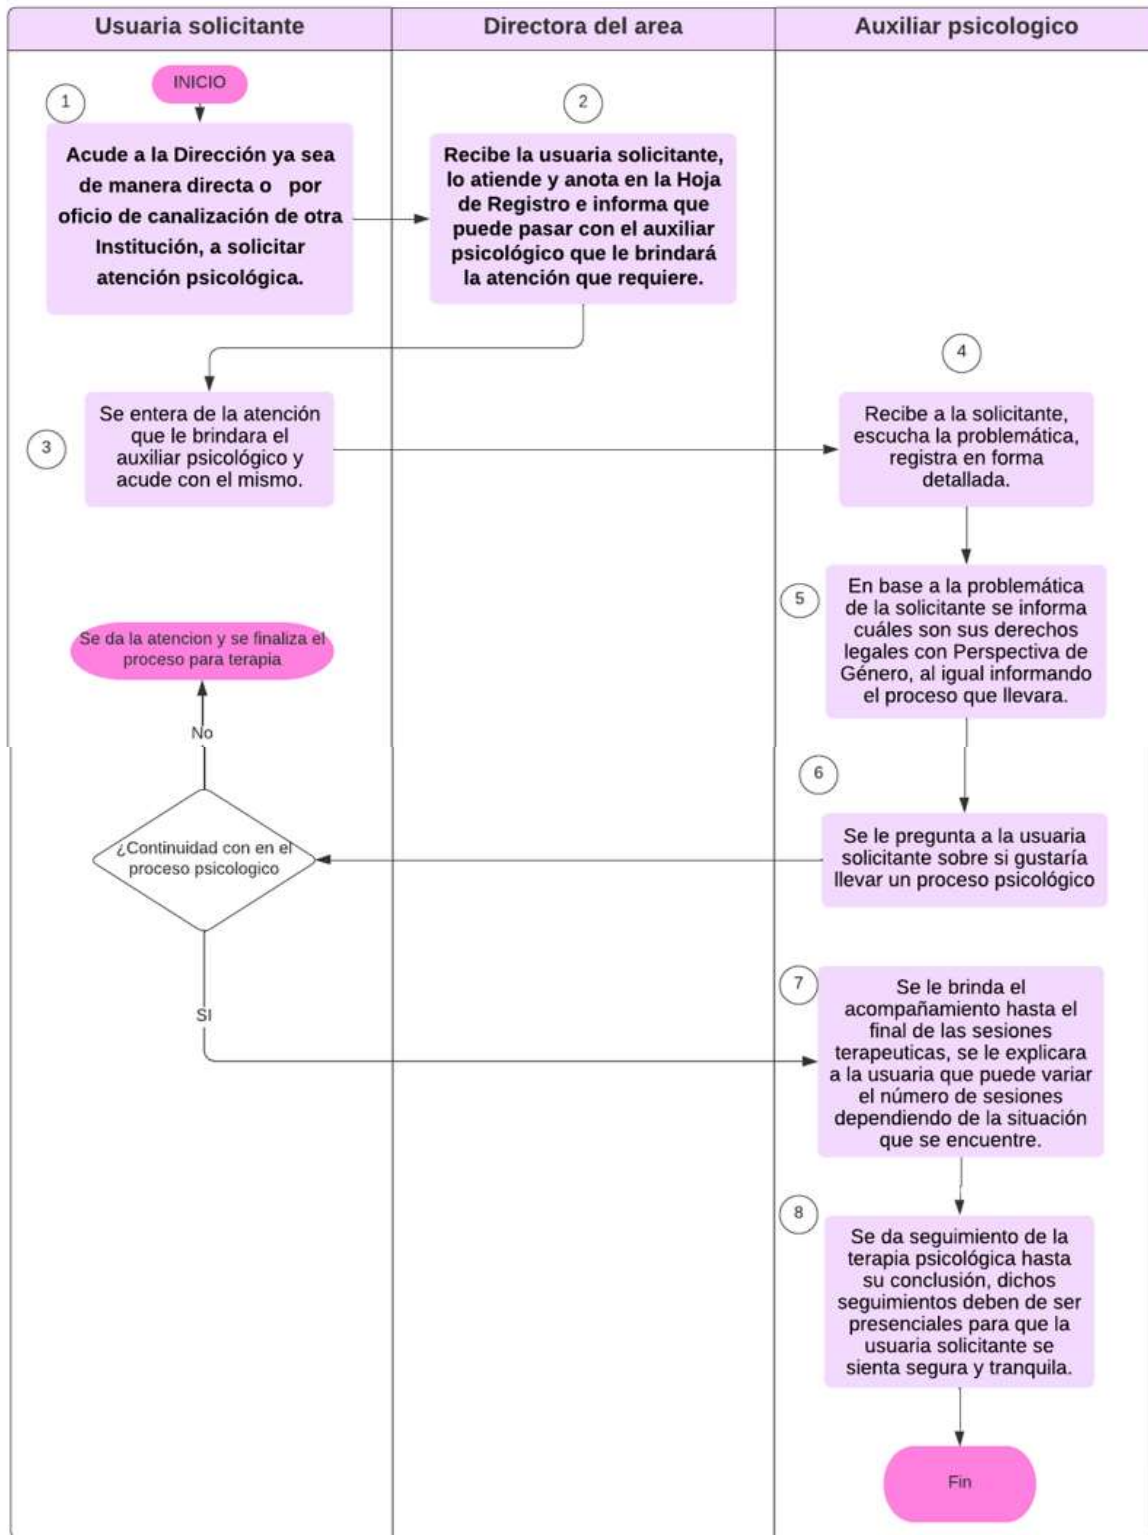 Usuaria solicitante
Directora del area
Auxiliar psicologico
INICIO
1
Acude a la Dirección ya sea
de manera directa o por
oficio de canalización de otra
Institución, a solicitar
atención psicológica.
2
Recibe la usuaria solicitante,
lo atiende y anota en la Hoja
de Registro e informa que
puede pasar con el auxiliar
psicológico que le brindará
la atención que requiere.
3
Se entera de la atención
que le brindara el
auxiliar psicológico y
acude con el mismo.
4
Recibe a la solicitante,
escucha la problemática,
registra en forma
detallada.
5
En base a la problemática
de la solicitante se informa
cuáles son sus derechos
legales con Perspectiva de
Género, al igual informando
el proceso que llevara.
6
Se le pregunta a la usuaria
solicitante sobre si gustaría
llevar un proceso psicológico
¿Continuidad con en el
proceso psicologico
No
Se da la atencion y se finaliza el
proceso para terapia
SI
7
Se le brinda el
acompañamiento hasta el
final de las sesiones
terapeuticas, se le explicara
a la usuaria que puede variar
el número de sesiones
dependiendo de la situación
que se encuentre.
8
Se da seguimiento de la
terapia psicológica hasta
su conclusión, dichos
seguimientos deben de ser
presenciales para que la
usuaria solicitante se
sienta segura y tranquila.
Fin